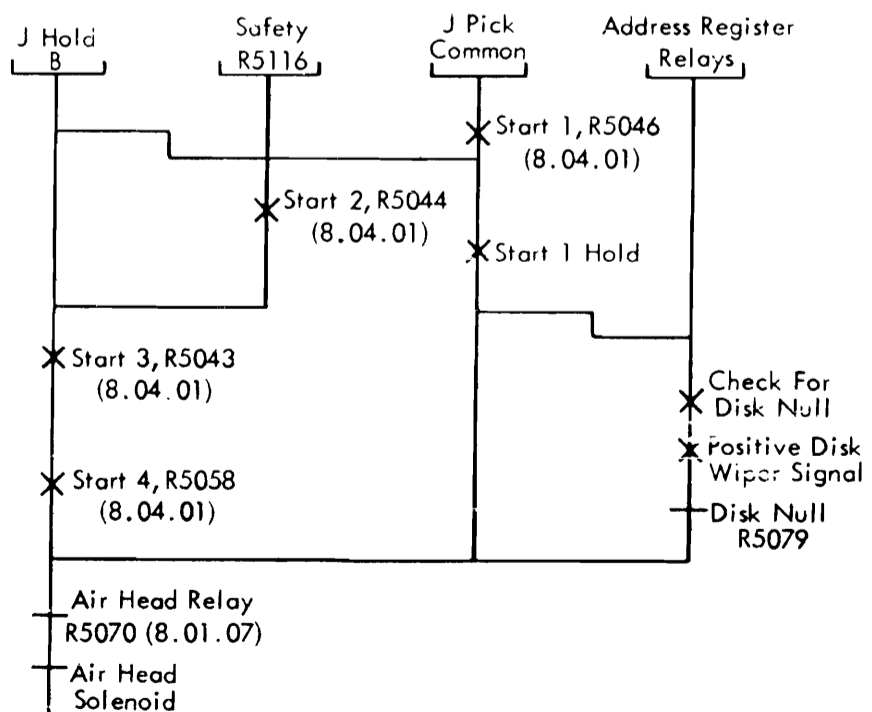 J Hold
B
Safety
R5116
J Pick
Common
Address Register
Relays
Start 1, R5046
(8.04.01)
Start 2, R5044
(8.04.01)
Start 1 Hold
Start 3, R5043
(8.04.01)
Check For
Disk Null
Positive Disk
Wiper Signal
Start 4, R5058
(8.04.01)
Disk Null
R5079
Air Head Relay
R5070 (8.01.07)
Air Head
Solenoid